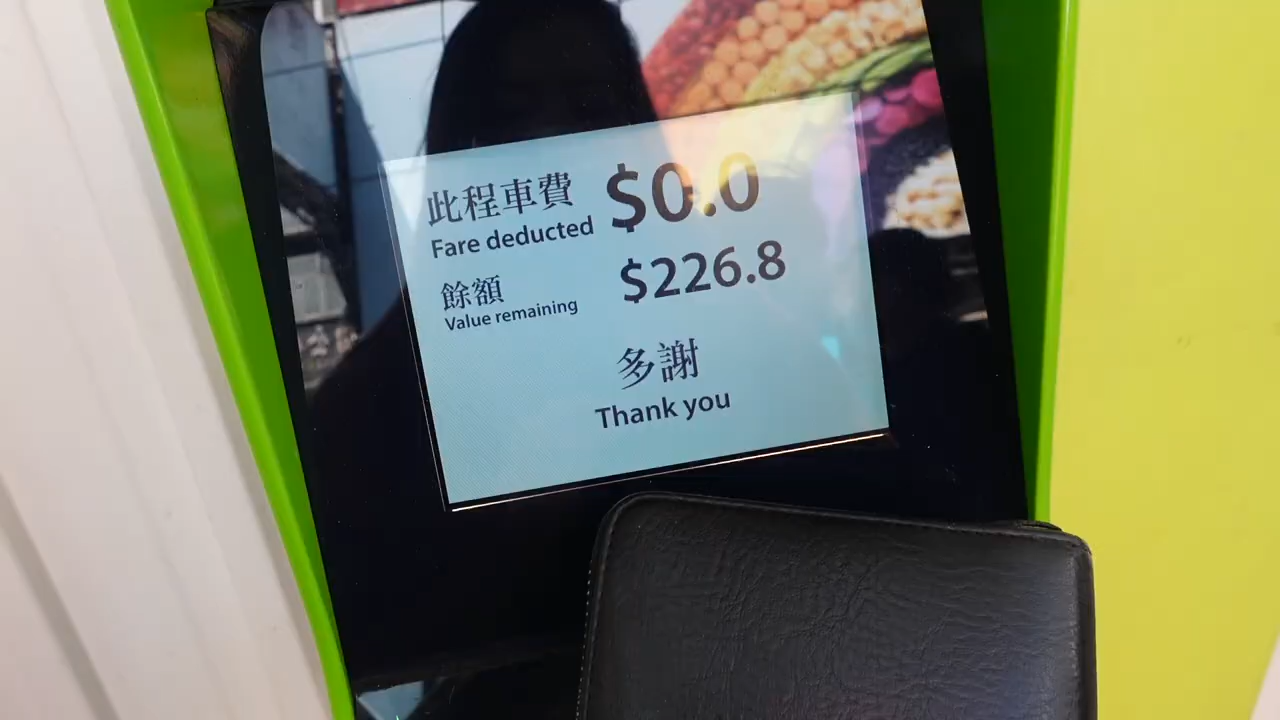 此程車費 $0.0
Fare deducted
餘額 $226.8
Value remaining
多謝
Thank you